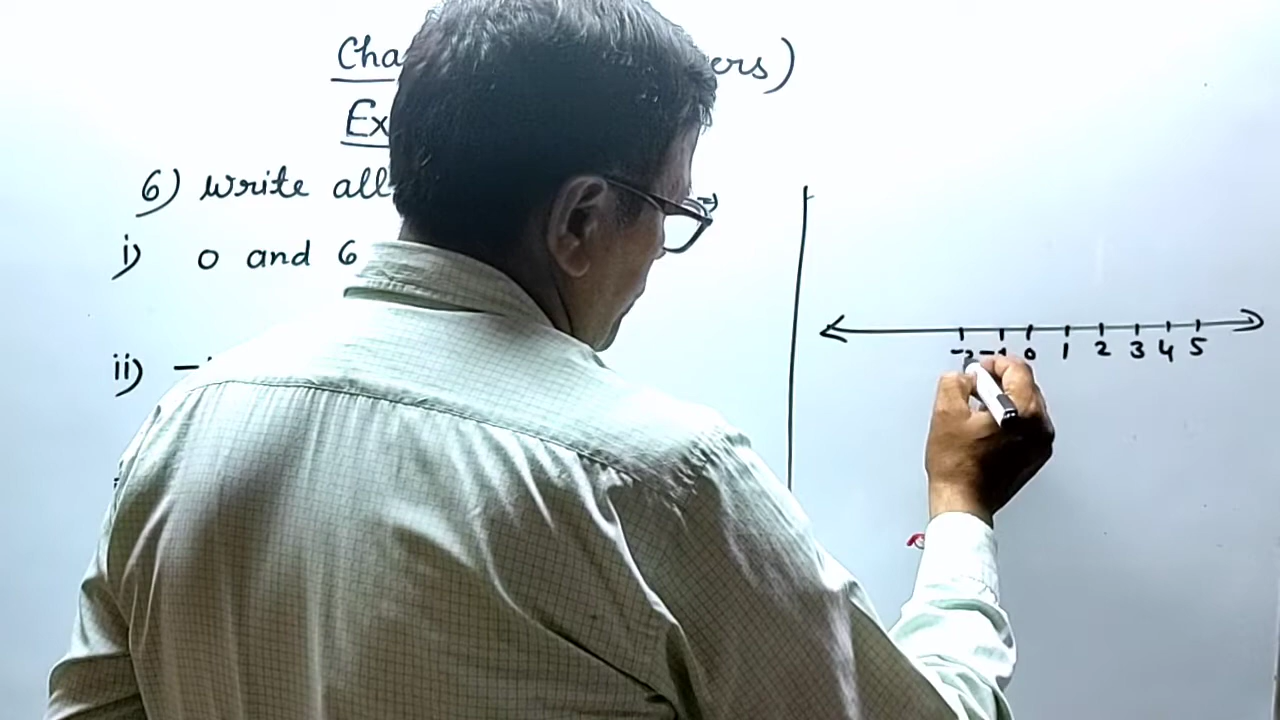 Cha ers)
Ex
6) write all
i) 0 and 6
ii) -
-2 -1 0 1 2 3 4 5